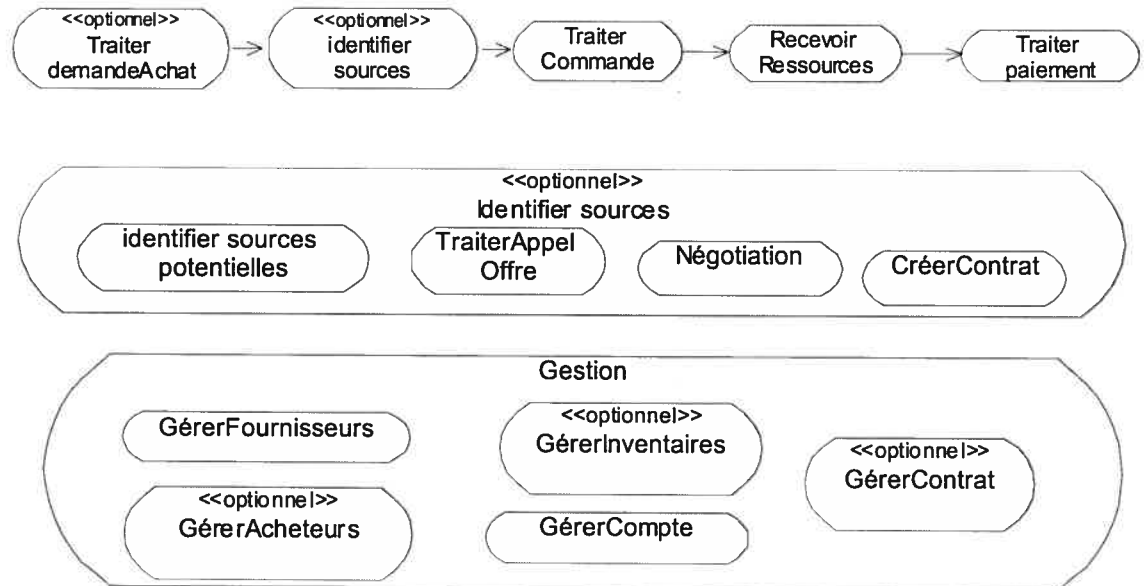 <<optionnel>>
Traiter
demandeAchat
<<optionnel>>
identifier
sources
Traiter
Commande
Recevoir
Ressources
Traiter
paiement
<<optionnel>>
Identifier sources
identifier sources
potentielles
TraiterAppel
Offre
Négotiation
CréerContrat
Gestion
GérerFournisseurs
<<optionnel>>
GérerInventaires
<<optionnel>>
GérerContrat
<<optionnel>>
GérerAcheteurs
GérerCompte